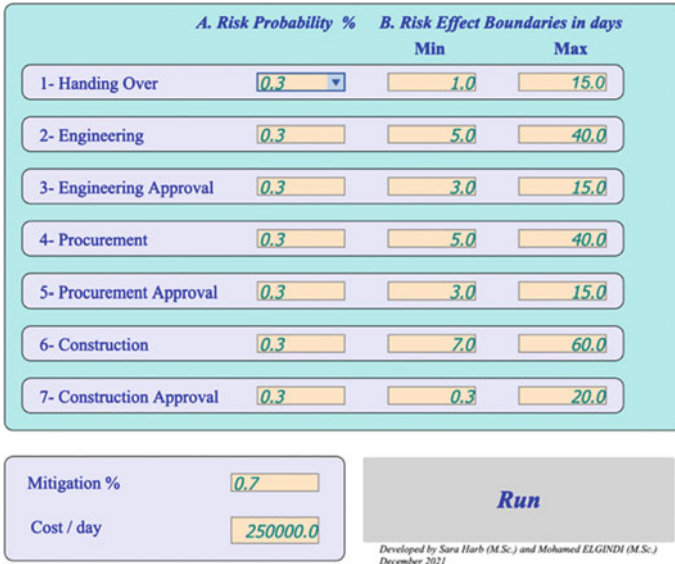 A. Risk Probability % B. Risk Effect Boundaries in days
Min Max
1- Handing Over 0.3 1.0 15.0
2- Engineering 0.3 5.0 40.0
3- Engineering Approval 0.3 3.0 15.0
4- Procurement 0.3 5.0 40.0
5- Procurement Approval 0.3 3.0 15.0
6- Construction 0.3 7.0 60.0
7- Construction Approval 0.3 0.3 20.0
Mitigation % 0.7
Cost / day 250000.0
Run
Developed by Sara Harb (M.Sc.) and Mohamed ELGINDI (M.Sc.)
December 2021